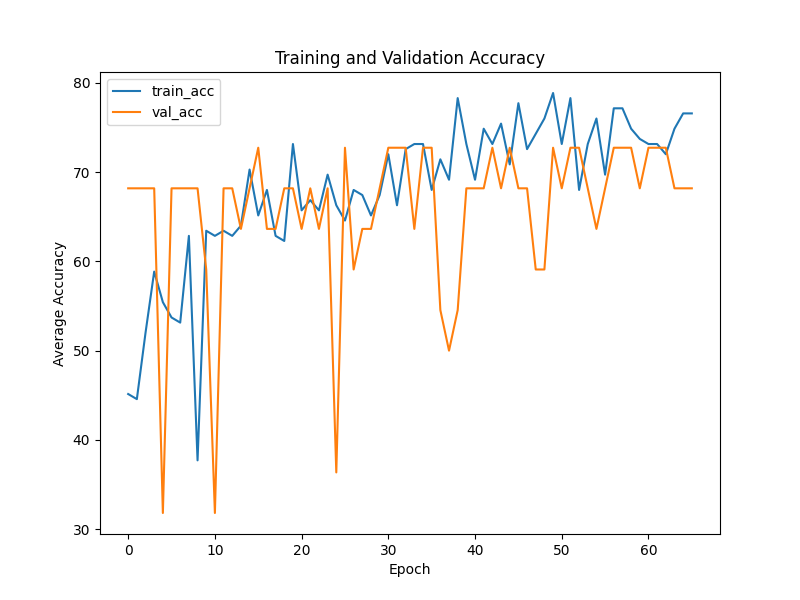 Training and Validation Accuracy
train_acc
val_acc
80
70
60
50
40
30
Average Accuracy
0 10 20 30 40 50 60
Epoch